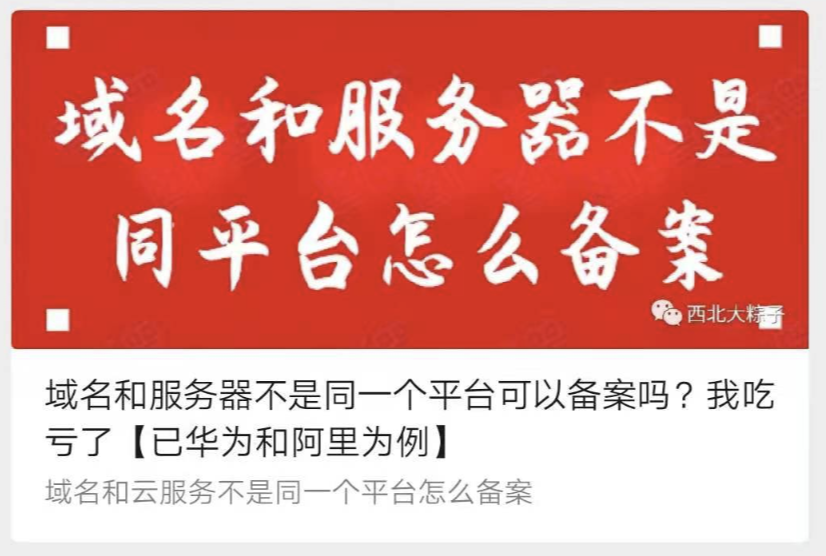 域名和服务器不是
同平台怎么备案
西北大粽子
域名和服务器不是同一个平台可以备案吗？我吃
亏了【已华为和阿里为例】
域名和云服务不是同一个平台怎么备案